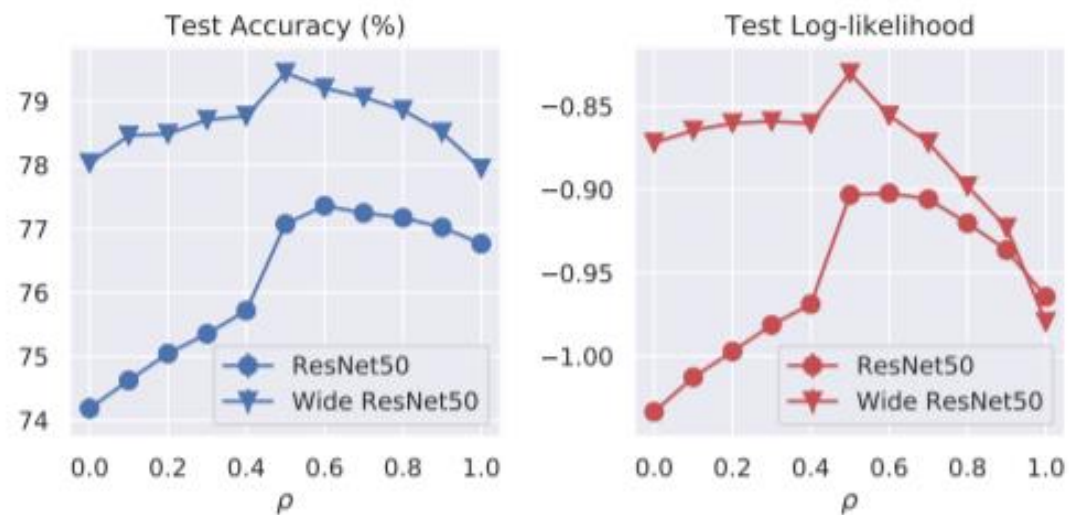 Test Accuracy (%)
79
78
77
76
75
74
ResNet50
Wide ResNet50
0.0 0.2 0.4 0.6 0.8 1.0
ρ
Test Log-likelihood
−0.85
−0.90
−0.95
−1.00
ResNet50
Wide ResNet50
0.0 0.2 0.4 0.6 0.8 1.0
ρ